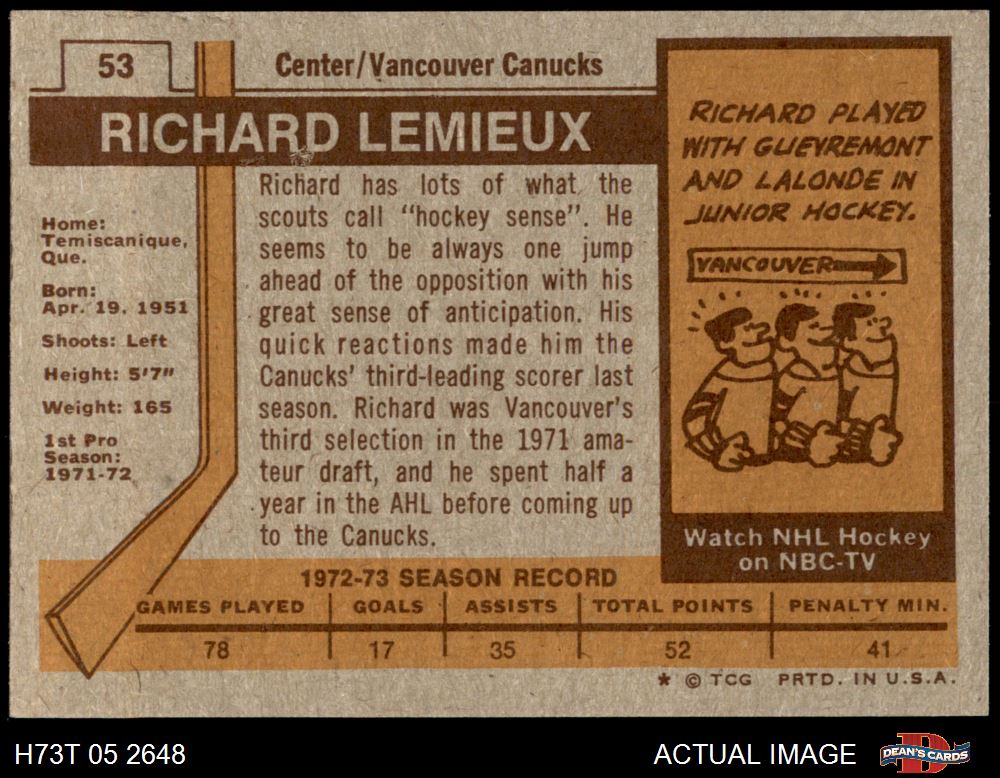 53
Center/Vancouver Canucks
RICHARD LEMIEUX
Home:
Temiscanique,
Que.
Born:
Apr. 19, 1951
Shoots: Left
Height: 5'7"
Weight: 165
1st Pro
Season:
1971-72
Richard has lots of what the
scouts call "hockey sense". He
seems to be always one jump
ahead of the opposition with his
great sense of anticipation. His
quick reactions made him the
Canucks' third-leading scorer last
season. Richard was Vancouver's
third selection in the 1971 ama-
teur draft, and he spent half a
year in the AHL before coming up
to the Canucks.
RICHARD PLAYED
WITH GUEVREMONT
AND LALONDE IN
JUNIOR HOCKEY.
VANCOUVER
Watch NHL Hockey
on NBC-TV
1972-73 SEASON RECORD
GAMES PLAYED GOALS ASSISTS TOTAL POINTS PENALTY MIN.
78 17 35 52 41
* © TCG PRTD. IN U.S.A.
H73T 05 2648 ACTUAL IMAGE DEAN'S CARDS